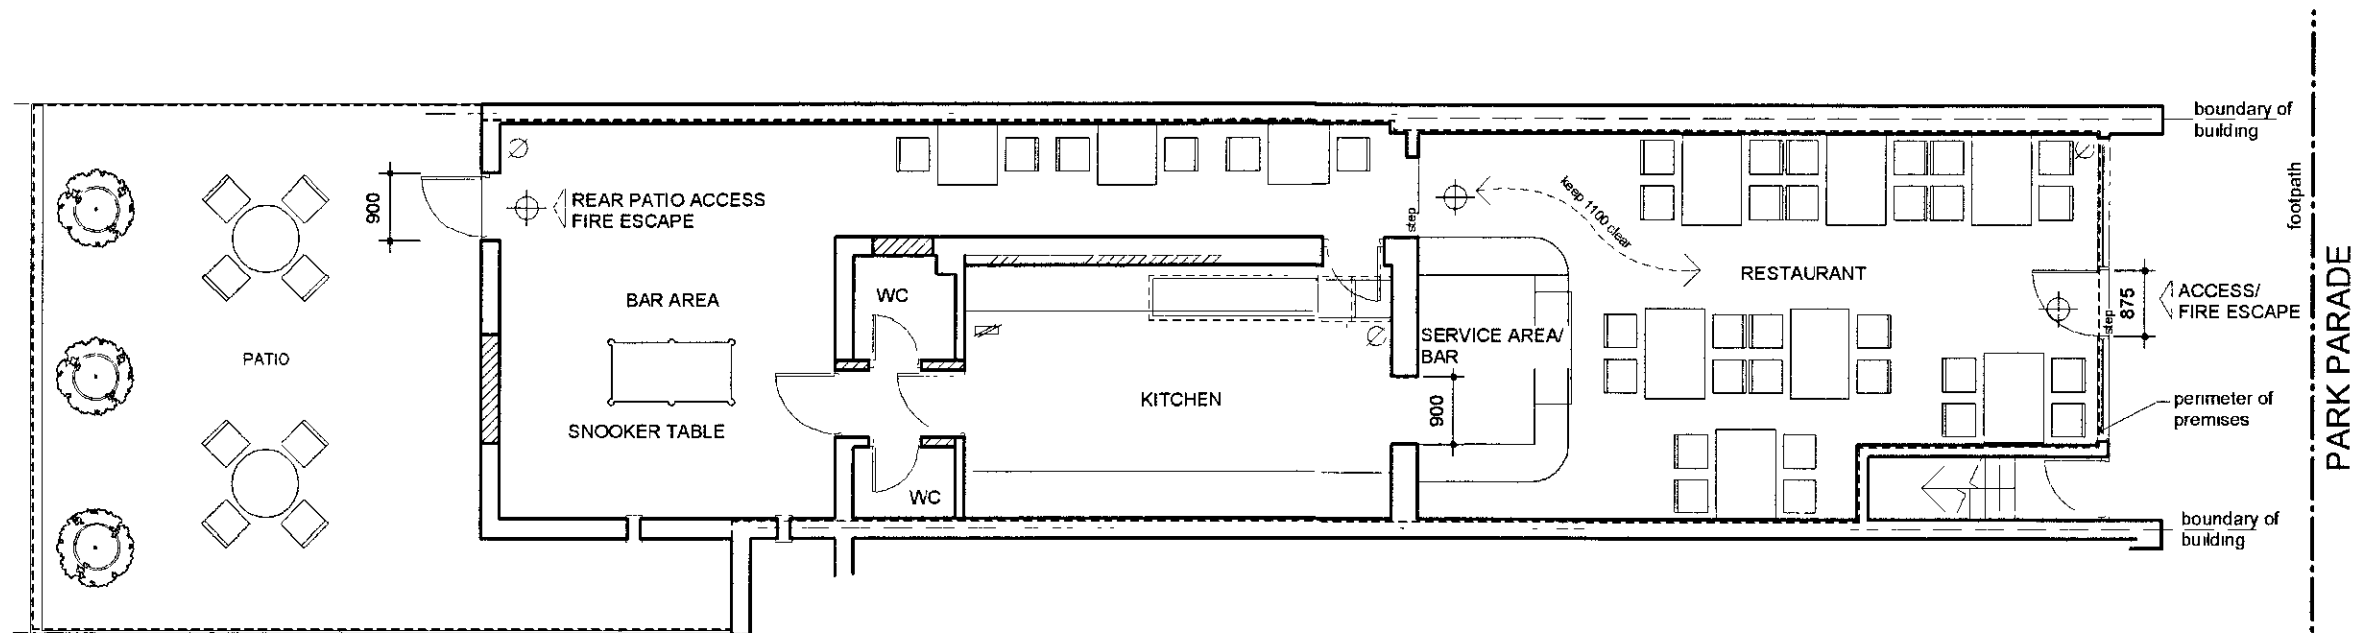 boundary of
building
footpath
PARK PARADE
900
REAR PATIO ACCESS
FIRE ESCAPE
step
keep 1100 clear
RESTAURANT
BAR AREA
WC
875
ACCESS/
FIRE ESCAPE
step
SERVICE AREA/
BAR
PATIO
KITCHEN
900
SNOOKER TABLE
perimeter of
premises
WC
boundary of
building